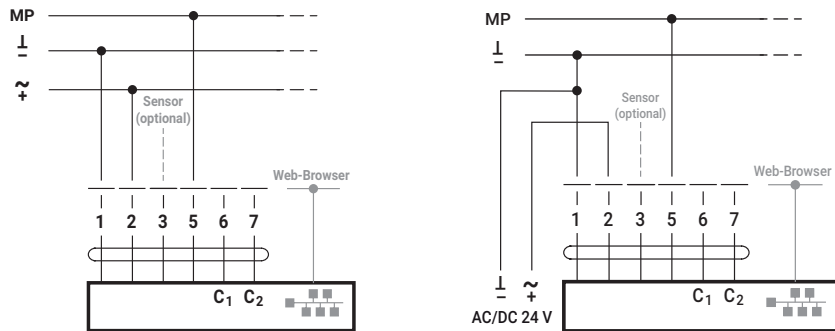 MP
⊥
–
~
+
Sensor
(optional)
Web-Browser
1 2 3 5 6 7
C₁ C₂
MP
⊥
–
Sensor
(optional)
Web-Browser
1 2 3 5 6 7
C₁ C₂
⊥ ~
– +
AC/DC 24 V